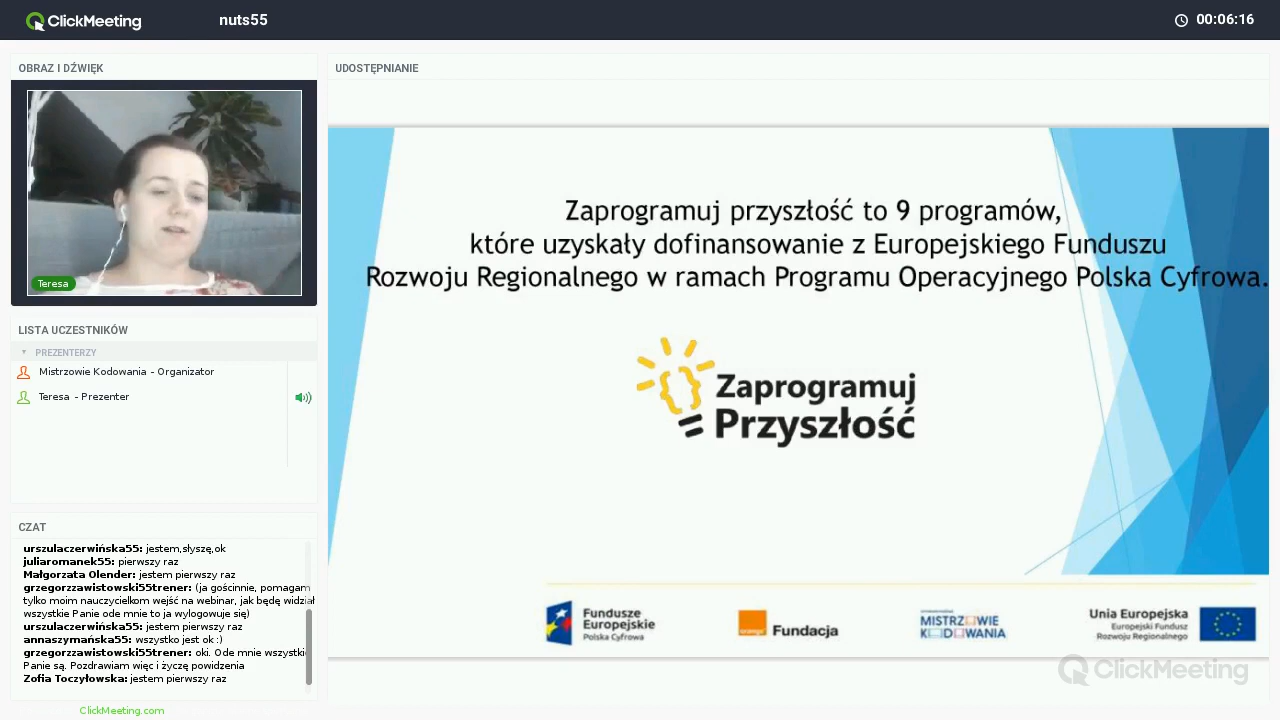 ClickMeeting
nuts55
00:06:16
OBRAZ I DŹWIĘK
Teresa
LISTA UCZESTNIKÓW
PREZENTERZY
Mistrzowie Kodowania - Organizator
Teresa - Prezenter
CZAT
urszulaczerwińska55: jestem,słyszę,ok
juliaromanek55: pierwszy raz
Małgorzata Olender: jestem pierwszy raz
grzegorzzawistowski55trener: (ja gościnnie, pomagam
tylko moim nauczycielkom wejść na webinar, jak będę widział
wszystkie Panie ode mnie to ja wylogowuje się)
urszulaczerwińska55: jestem pierwszy raz
annaszymańska55: wszystko jest ok :)
grzegorzzawistowski55trener: oki. Ode mnie wszystkie
Panie są. Pozdrawiam więc i życzę powidzenia
Zofia Toczyłowska: jestem pierwszy raz
ClickMeeting.com
UDOSTĘPNIANIE
Zaprogramuj przyszłość to 9 programów,
które uzyskały dofinansowanie z Europejskiego Funduszu
Rozwoju Regionalnego w ramach Programu Operacyjnego Polska Cyfrowa.
Zaprogramuj
Przyszłość
Fundusze
Europejskie
Polska Cyfrowa
orange
Fundacja
MISTRZOWIE
KODOWANIA
Unia Europejska
Europejski Fundusz
Rozwoju Regionalnego
ClickMeeting